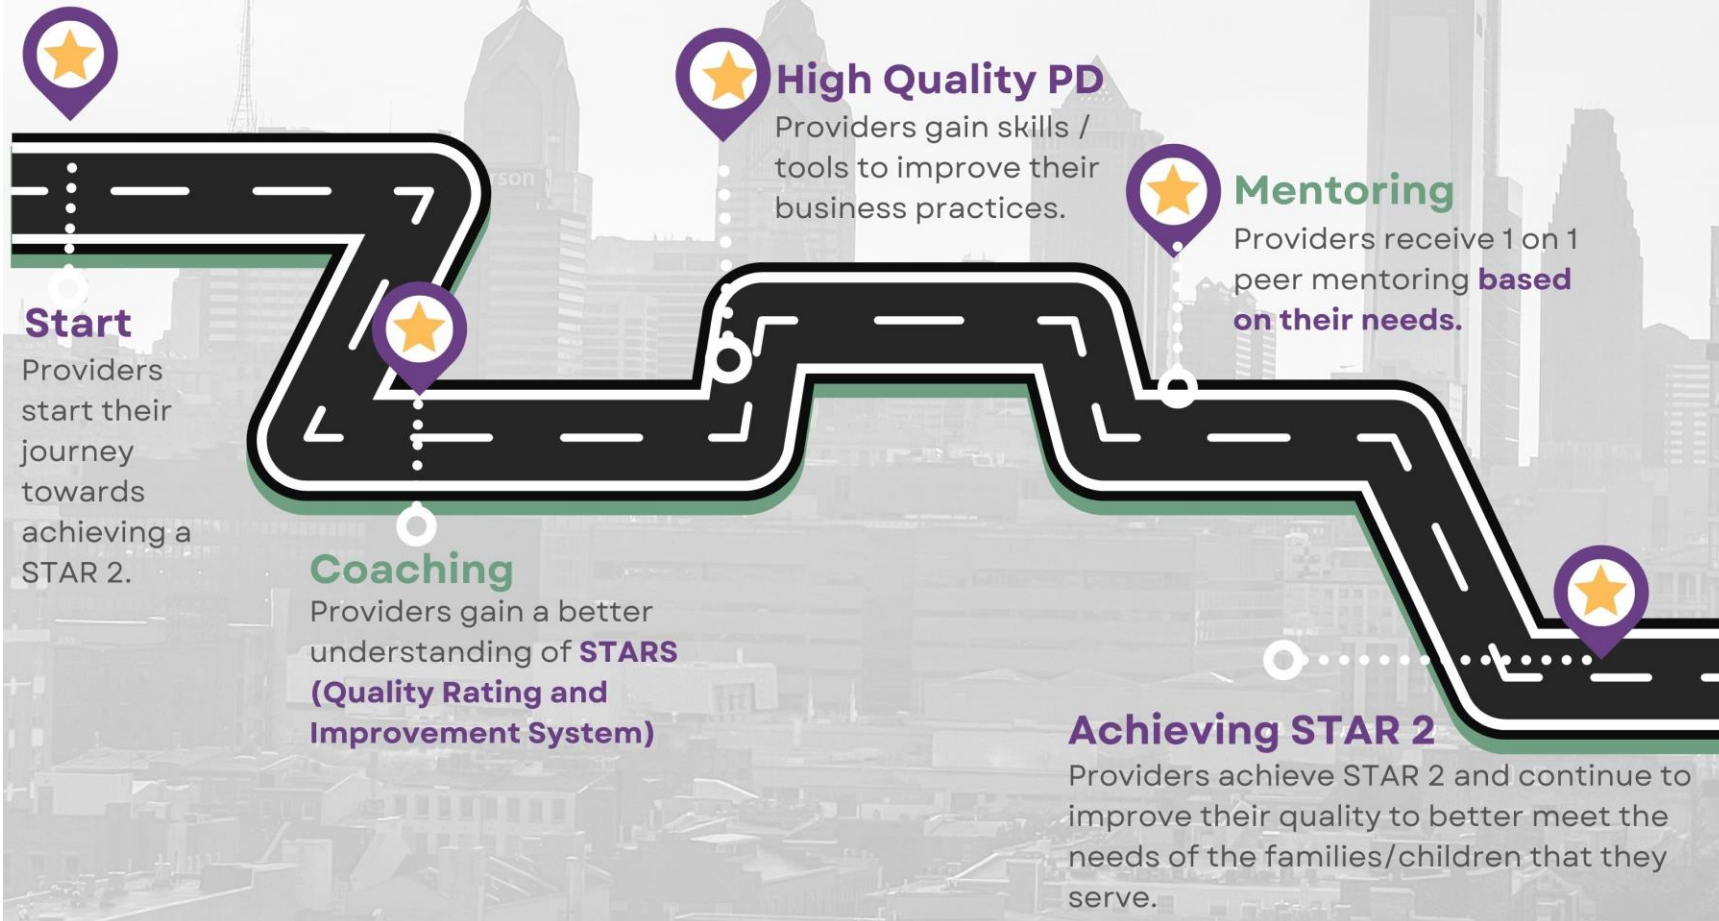 Start
Providers
start their
journey
towards
achieving a
STAR 2.
Coaching
Providers gain a better
understanding of STARS
(Quality Rating and
Improvement System)
High Quality PD
Providers gain skills /
tools to improve their
business practices.
Mentoring
Providers receive 1 on 1
peer mentoring based
on their needs.
Achieving STAR 2
Providers achieve STAR 2 and continue to
improve their quality to better meet the
needs of the families/children that they
serve.